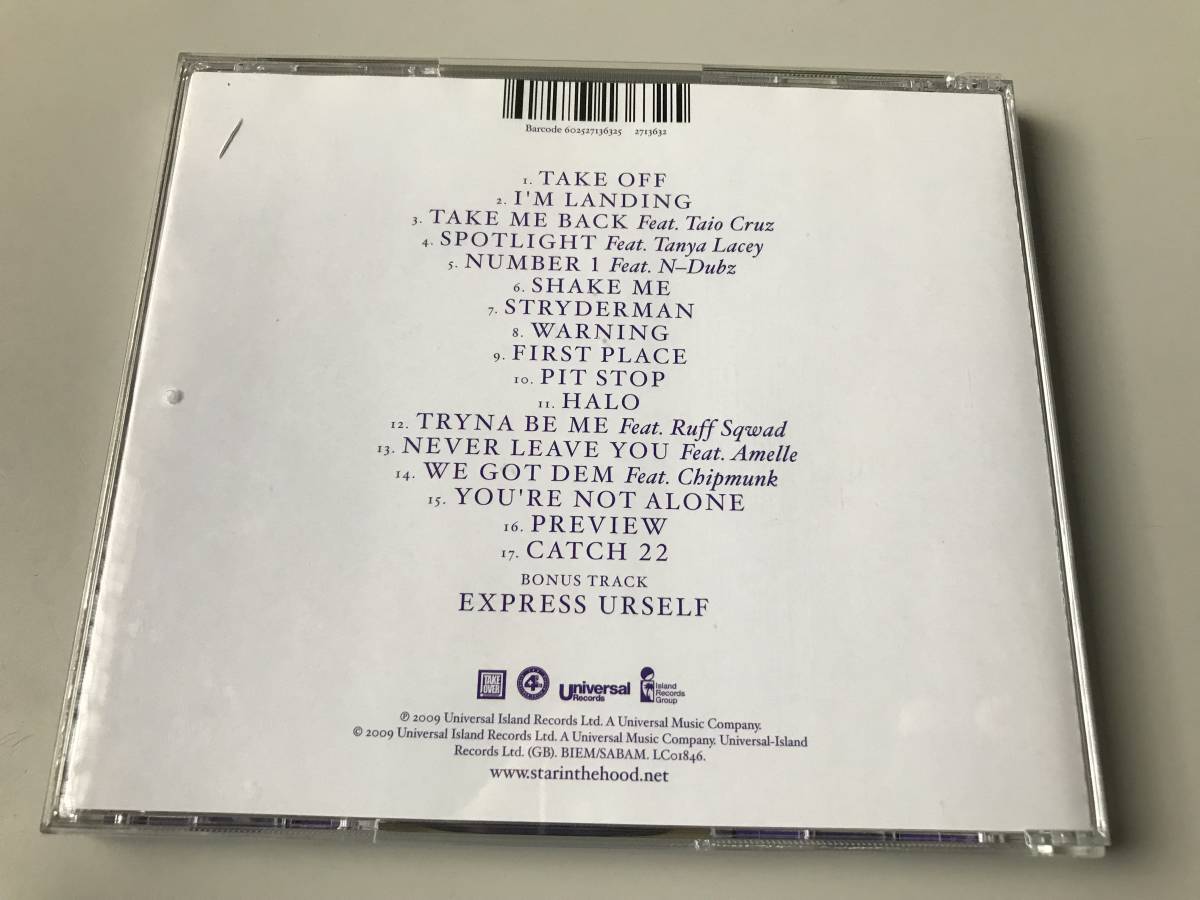 Barcode 602527136325 2713632
1. TAKE OFF
2. I'M LANDING
3. TAKE ME BACK Feat. Taio Cruz
4. SPOTLIGHT Feat. Tanya Lacey
5. NUMBER 1 Feat. N–Dubz
6. SHAKE ME
7. STRYDERMAN
8. WARNING
9. FIRST PLACE
10. PIT STOP
11. HALO
12. TRYNA BE ME Feat. Ruff Sqwad
13. NEVER LEAVE YOU Feat. Amelle
14. WE GOT DEM Feat. Chipmunk
15. YOU'RE NOT ALONE
16. PREVIEW
17. CATCH 22
BONUS TRACK
EXPRESS URSELF
TAKE OVER
Universal Records
Island Records Group
℗ 2009 Universal Island Records Ltd. A Universal Music Company.
© 2009 Universal Island Records Ltd. A Universal Music Company. Universal-Island
Records Ltd. (GB). BIEM/SABAM. LC01846.
www.starinthehood.net